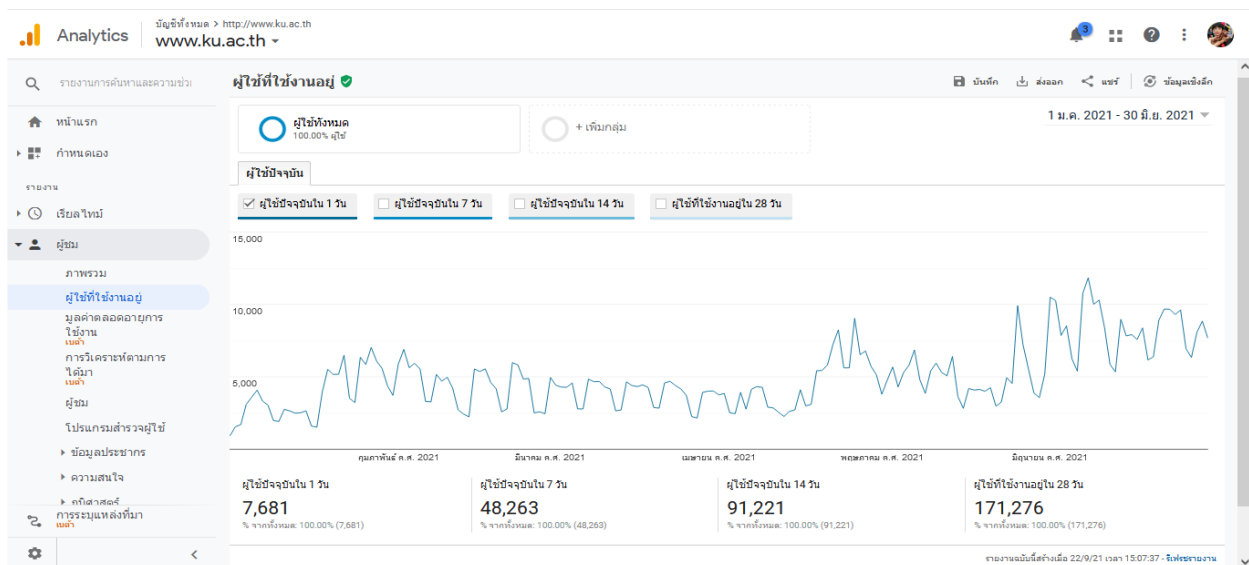 Analytics
บัญชีทั้งหมด > http://www.ku.ac.th
www.ku.ac.th
3
รายงานการค้นหาและความช่ว
หน้าแรก
กำหนดเอง
รายงาน
เรียลไทม์
ผู้ชม
ภาพรวม
ผู้ใช้ที่ใช้งานอยู่
มูลค่าตลอดอายุการ
ใช้งาน
เบต้า
การวิเคราะห์ตามการ
ได้มา
เบต้า
ผู้ชม
โปรแกรมสำรวจผู้ใช้
ข้อมูลประชากร
ความสนใจ
ภูมิศาสตร์
การระบุแหล่งที่มา
เบต้า
ผู้ใช้ที่ใช้งานอยู่
บันทึก ส่งออก แชร์ ข้อมูลเชิงลึก
ผู้ใช้ทั้งหมด
100.00% ผู้ใช้
+ เพิ่มกลุ่ม
1 ม.ค. 2021 - 30 มิ.ย. 2021
ผู้ใช้ปัจจุบัน
ผู้ใช้ปัจจุบันใน 1 วัน ผู้ใช้ปัจจุบันใน 7 วัน ผู้ใช้ปัจจุบันใน 14 วัน ผู้ใช้ที่ใช้งานอยู่ใน 28 วัน
15,000
10,000
5,000
กุมภาพันธ์ ค.ศ. 2021 มีนาคม ค.ศ. 2021 เมษายน ค.ศ. 2021 พฤษภาคม ค.ศ. 2021 มิถุนายน ค.ศ. 2021
ผู้ใช้ปัจจุบันใน 1 วัน
7,681
% จากทั้งหมด: 100.00% (7,681)
ผู้ใช้ปัจจุบันใน 7 วัน
48,263
% จากทั้งหมด: 100.00% (48,263)
ผู้ใช้ปัจจุบันใน 14 วัน
91,221
% จากทั้งหมด: 100.00% (91,221)
ผู้ใช้ที่ใช้งานอยู่ใน 28 วัน
171,276
% จากทั้งหมด: 100.00% (171,276)
รายงานฉบับนี้สร้างเมื่อ 22/9/21 เวลา 15:07:37 - รีเฟรชรายงาน